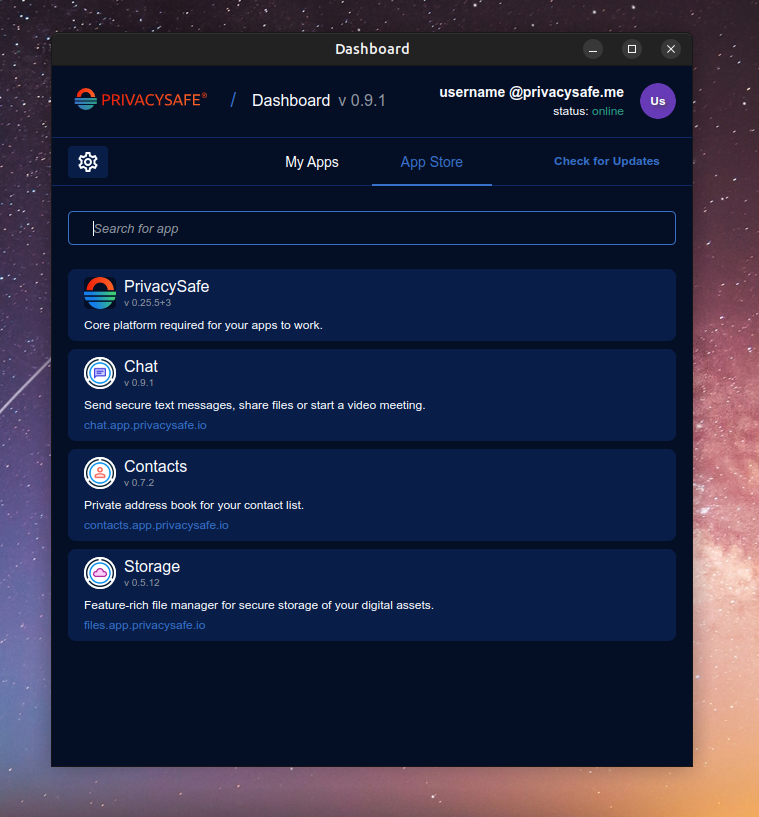 Dashboard
PRIVACYSAFE® / Dashboard v 0.9.1
username @privacysafe.me
status: online
Us
My Apps
App Store
Check for Updates
Search for app
PrivacySafe
v 0.25.5+3
Core platform required for your apps to work.
Chat
v 0.9.1
Send secure text messages, share files or start a video meeting.
chat.app.privacysafe.io
Contacts
v 0.7.2
Private address book for your contact list.
contacts.app.privacysafe.io
Storage
v 0.5.12
Feature-rich file manager for secure storage of your digital assets.
files.app.privacysafe.io